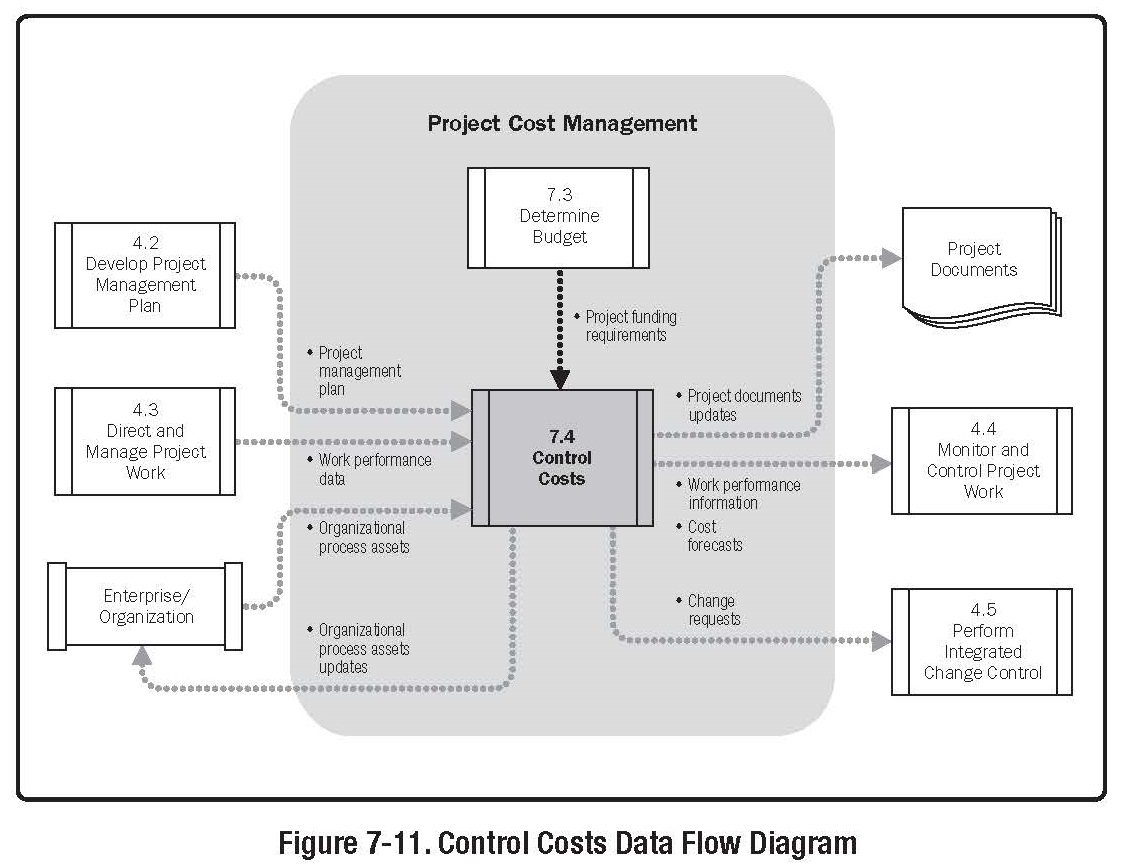 Project Cost Management
7.3
Determine
Budget
4.2
Develop Project
Management
Plan
Project
Documents
• Project funding
requirements
• Project
management
plan
4.3
Direct and
Manage Project
Work
7.4
Control
Costs
• Project documents
updates
4.4
Monitor and
Control Project
Work
• Work performance
data
• Work performance
information
• Cost
forecasts
• Organizational
process assets
Enterprise/
Organization
• Change
requests
4.5
Perform
Integrated
Change Control
• Organizational
process assets
updates
Figure 7-11. Control Costs Data Flow Diagram